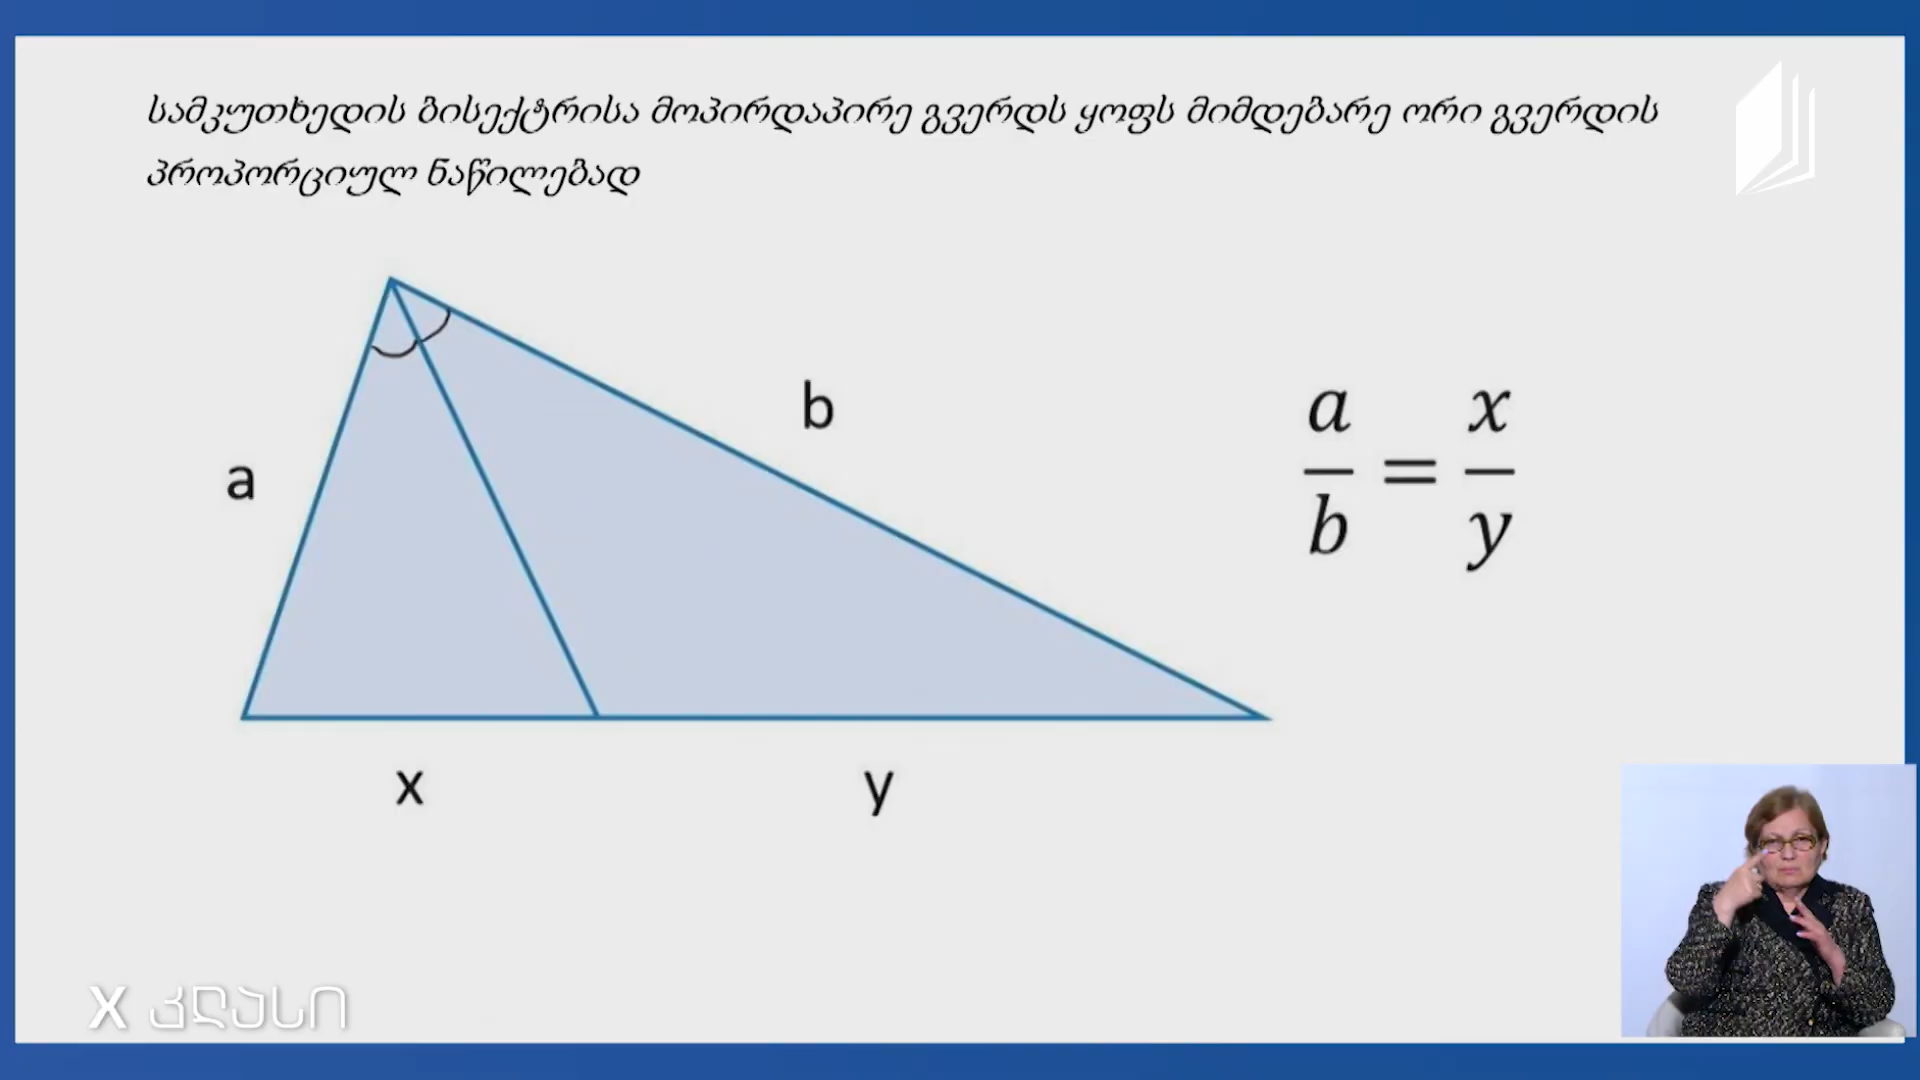 სამკუთხედის ბისექტრისა მოპირდაპირე გვერდს ყოფს მიმდებარე ორი გვერდის
პროპორციულ ნაწილებად
a
b
x
y
a/b = x/y
X კლასი